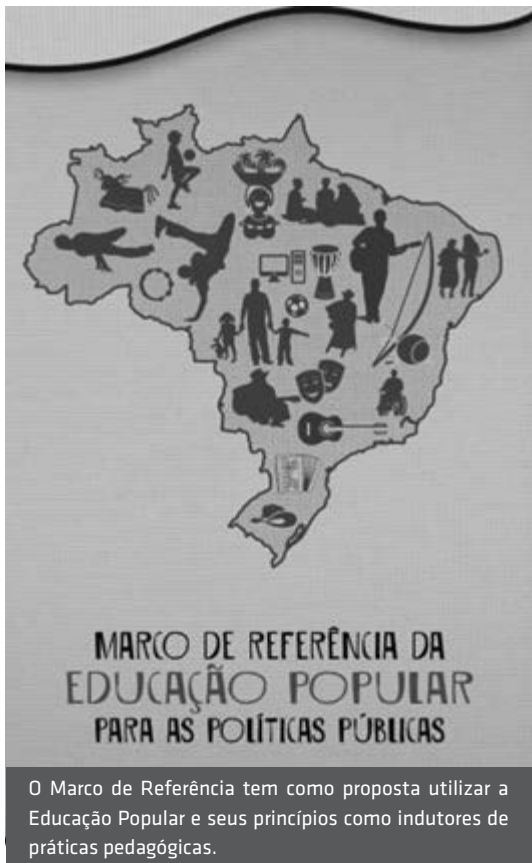 MARCO DE REFERÊNCIA DA
EDUCAÇÃO POPULAR
PARA AS POLÍTICAS PÚBLICAS
O Marco de Referência tem como proposta utilizar a
Educação Popular e seus princípios como indutores de
práticas pedagógicas.